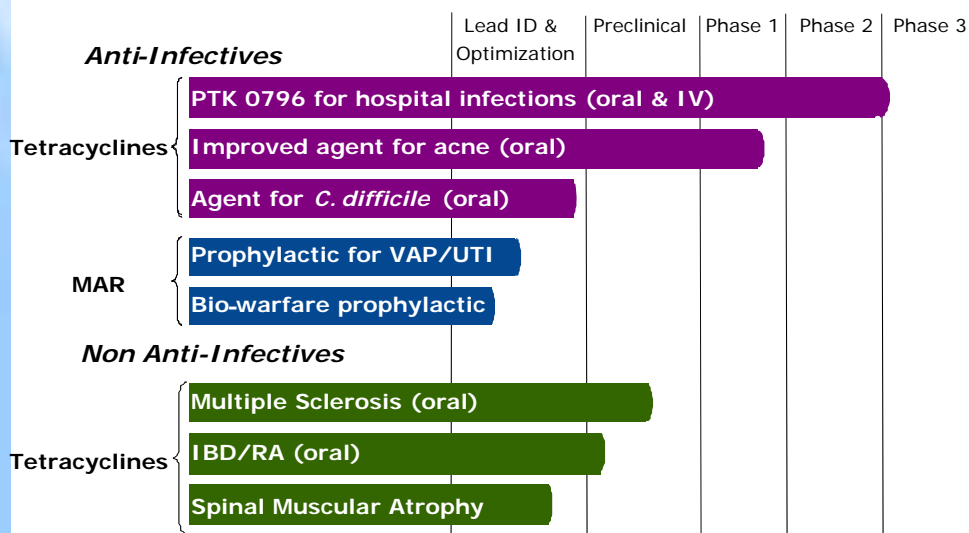 Lead ID &
Optimization
Preclinical
Phase 1
Phase 2
Phase 3
Anti-Infectives
Tetracyclines
PTK 0796 for hospital infections (oral & IV)
Improved agent for acne (oral)
Agent for C. difficile (oral)
MAR
Prophylactic for VAP/UTI
Bio-warfare prophylactic
Non Anti-Infectives
Tetracyclines
Multiple Sclerosis (oral)
IBD/RA (oral)
Spinal Muscular Atrophy